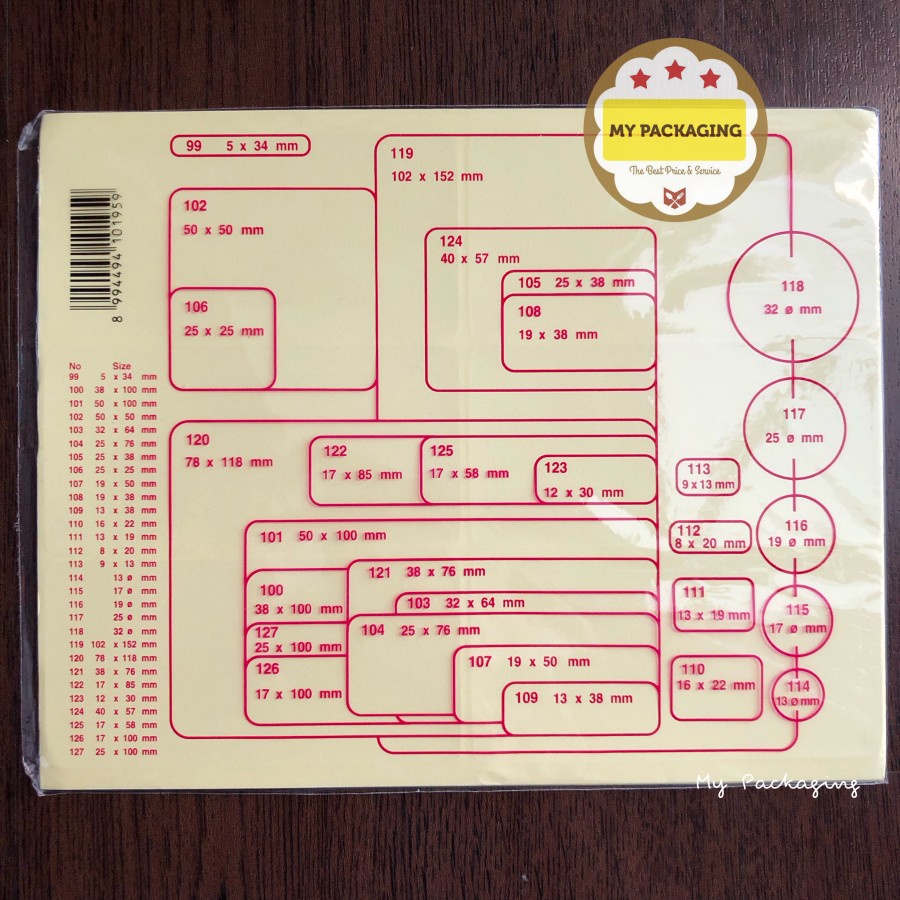 MY PACKAGING
The Best Price & Service
99 5 x 34 mm
119
102 x 152 mm
102
50 x 50 mm
124
40 x 57 mm
105 25 x 38 mm
106
25 x 25 mm
108
19 x 38 mm
118
32 ø mm
8 994494 101959
No Size
99 5 x 34 mm
100 38 x 100 mm
101 50 x 100 mm
102 50 x 50 mm
103 32 x 64 mm
104 25 x 76 mm
105 25 x 38 mm
106 25 x 25 mm
107 19 x 50 mm
108 19 x 38 mm
109 13 x 38 mm
110 16 x 22 mm
111 13 x 19 mm
112 8 x 20 mm
113 9 x 13 mm
114 13 ø mm
115 17 ø mm
116 19 ø mm
117 25 ø mm
118 32 ø mm
119 102 x 152 mm
120 78 x 118 mm
121 38 x 76 mm
122 17 x 85 mm
123 12 x 30 mm
124 40 x 57 mm
125 17 x 58 mm
126 17 x 100 mm
127 25 x 100 mm
120
78 x 118 mm
122
17 x 85 mm
125
17 x 58 mm
123
12 x 30 mm
117
25 ø mm
113
9 x 13 mm
101 50 x 100 mm
112
8 x 20 mm
116
19 ø mm
121 38 x 76 mm
100
38 x 100 mm
103 32 x 64 mm
111
13 x 19 mm
115
17 ø mm
127
25 x 100 mm
104 25 x 76 mm
126
17 x 100 mm
107 19 x 50 mm
109 13 x 38 mm
110
16 x 22 mm
114
13 ø mm
My Packaging